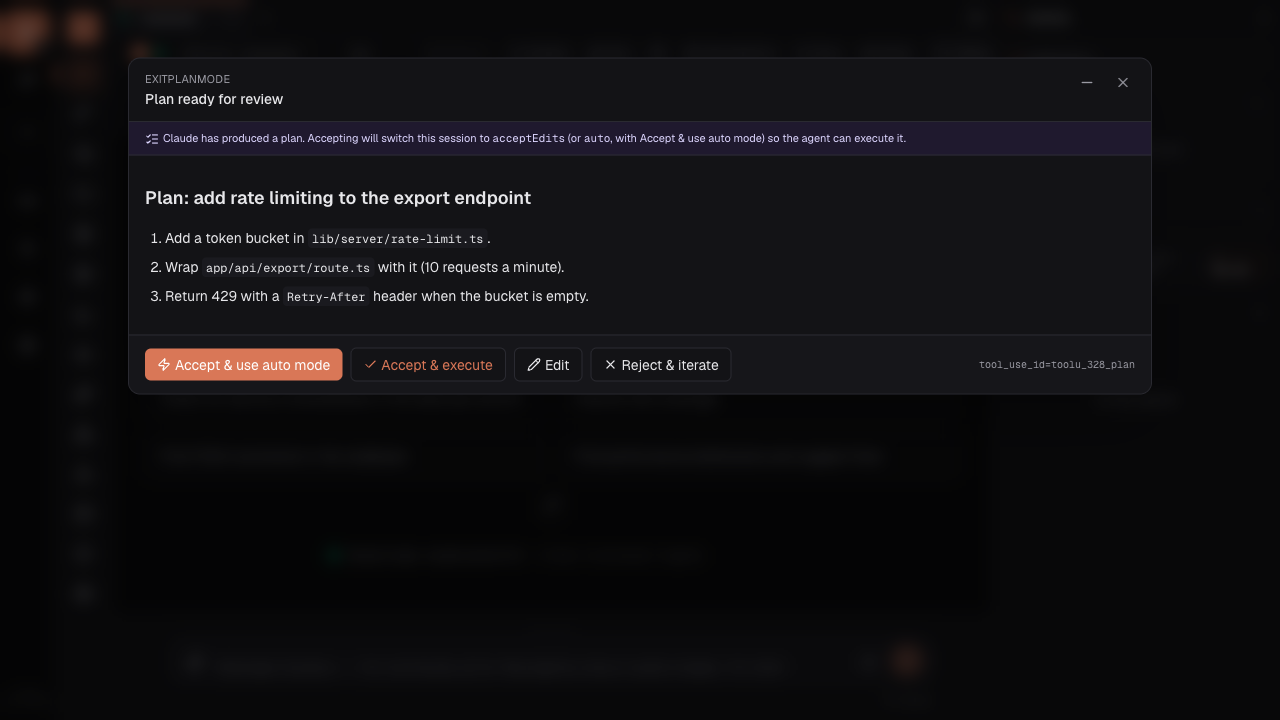 EXITPLANMODE
Plan ready for review
Claude has produced a plan. Accepting will switch this session to acceptEdits (or auto, with Accept & use auto mode) so the agent can execute it.
Plan: add rate limiting to the export endpoint
1. Add a token bucket in lib/server/rate-limit.ts.
2. Wrap app/api/export/route.ts with it (10 requests a minute).
3. Return 429 with a Retry-After header when the bucket is empty.
Accept & use auto mode Accept & execute Edit Reject & iterate tool_use_id=toolu_328_plan